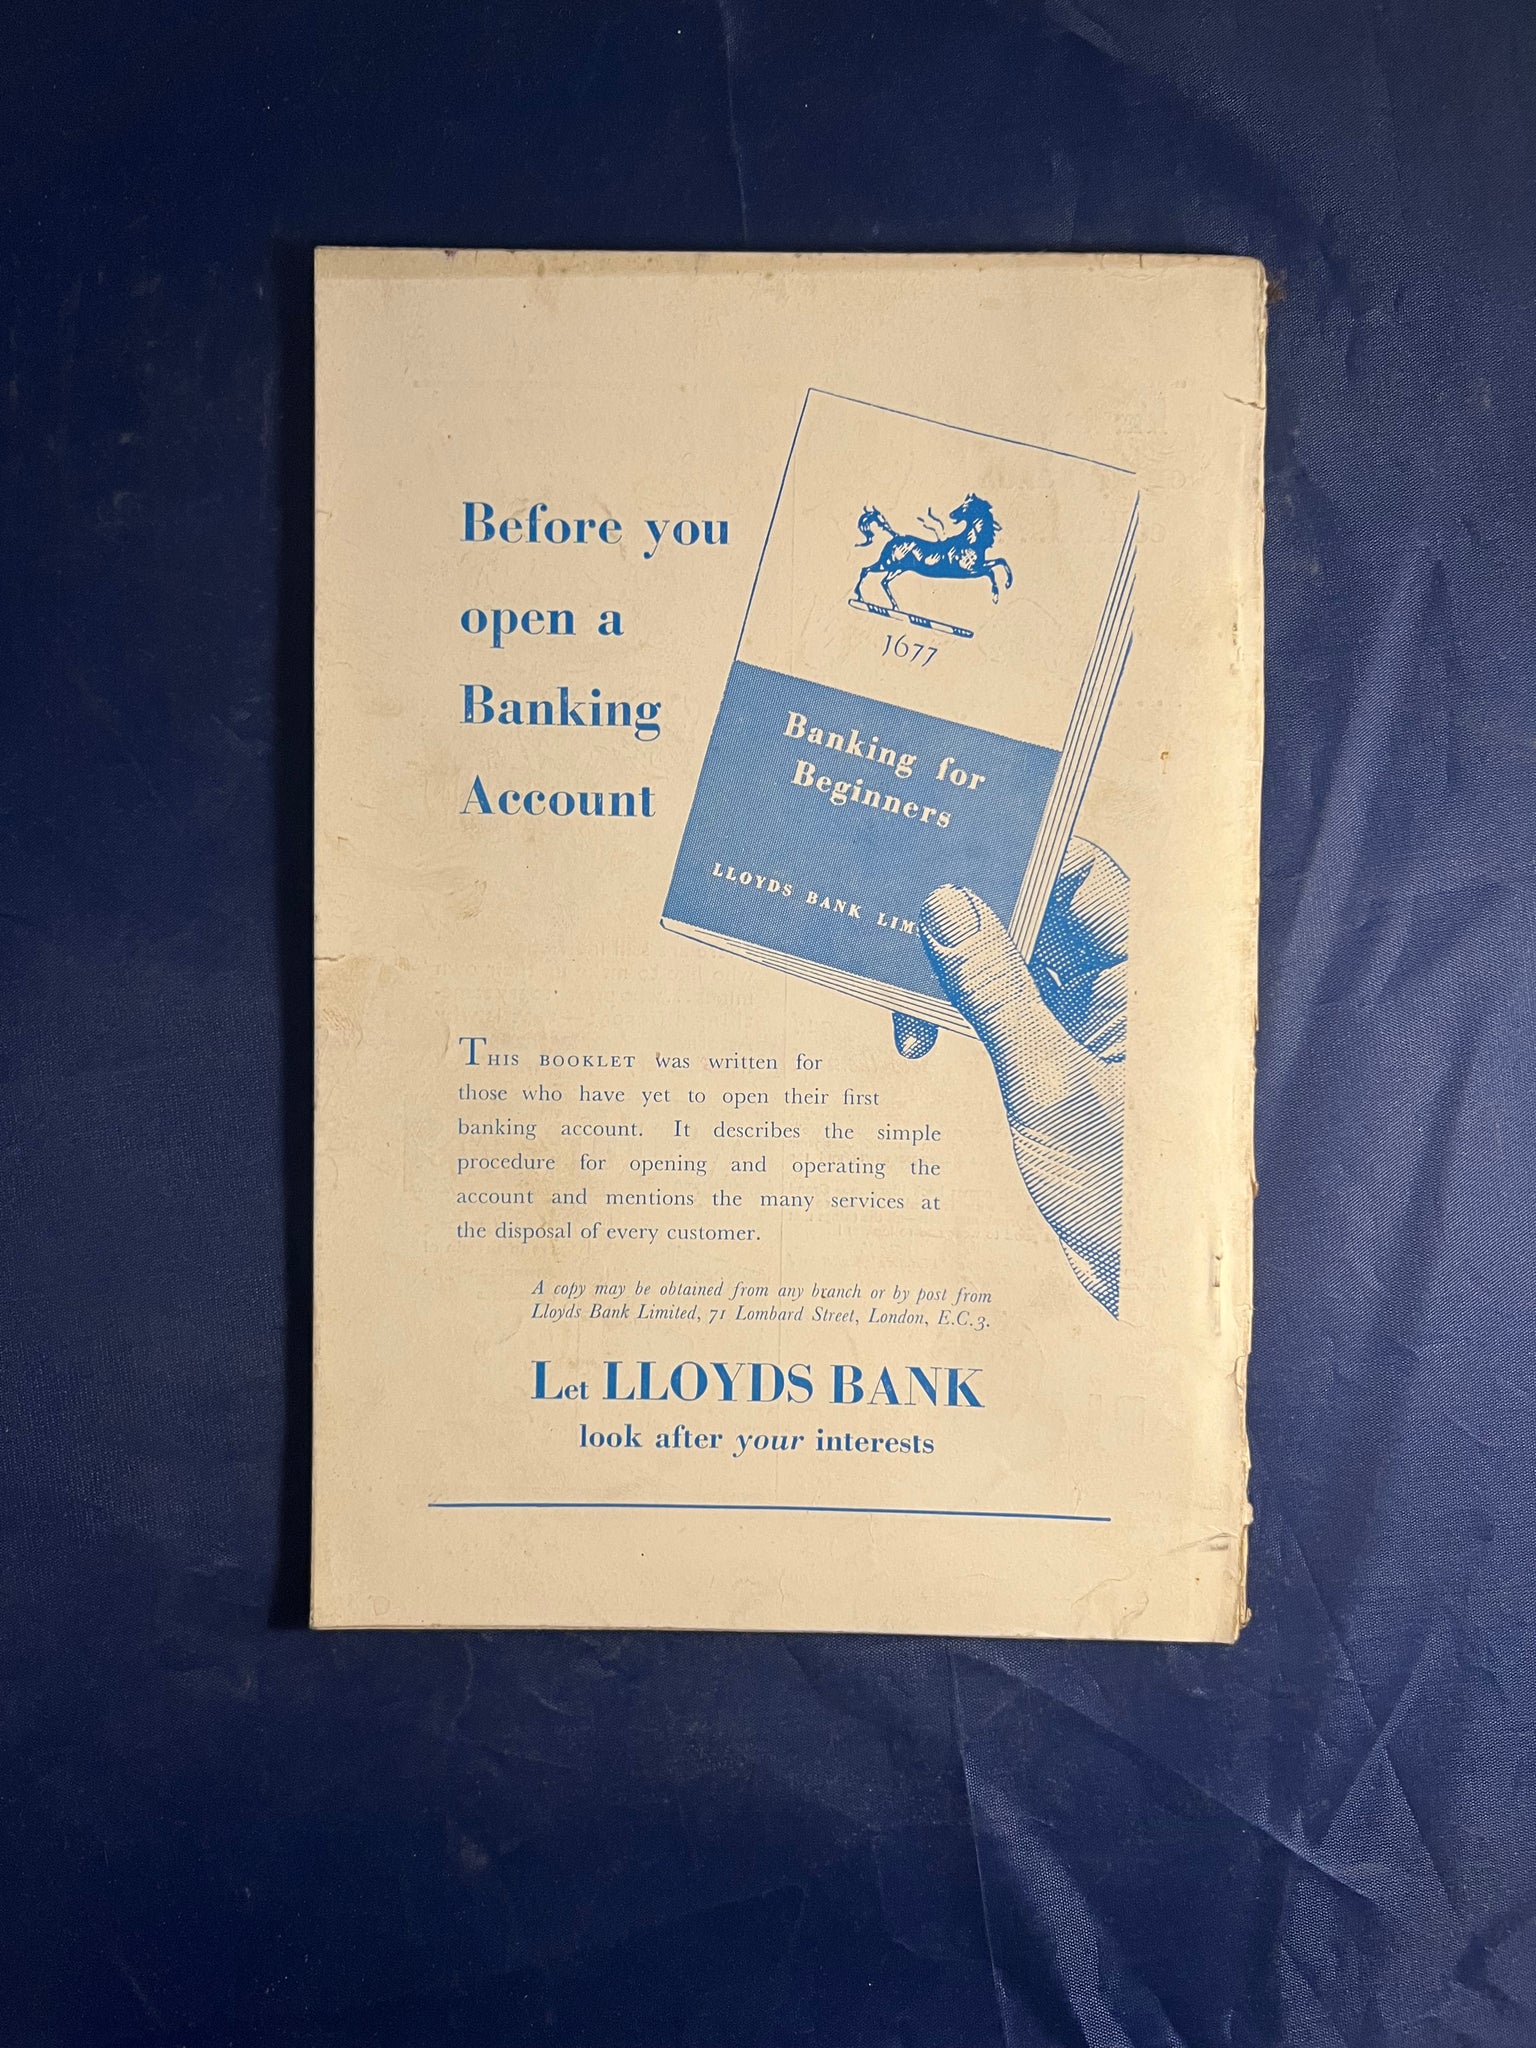 Before you
open a
Banking
Account
1677
Banking for
Beginners
LLOYDS BANK LIM
THIS BOOKLET was written for
those who have yet to open their first
banking account. It describes the simple
procedure for opening and operating the
account and mentions the many services at
the disposal of every customer.
A copy may be obtained from any branch or by post from
Lloyds Bank Limited, 71 Lombard Street, London, E.C.3.
Let LLOYDS BANK
look after your interests